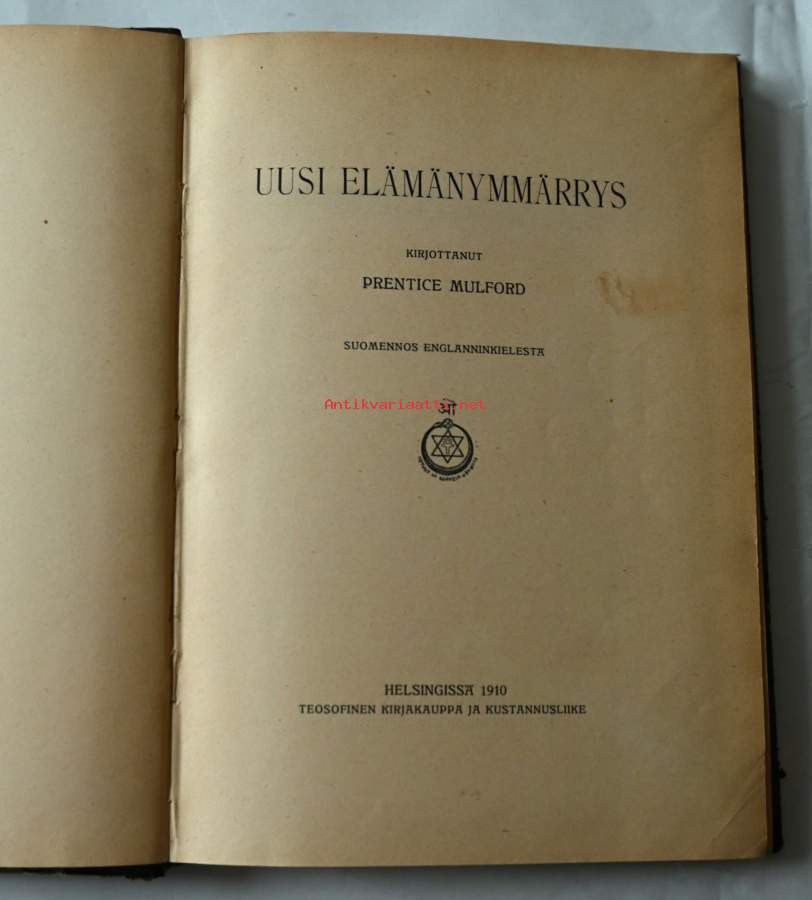 UUSI ELÄMÄNYMMÄRRYS
KIRJOTTANUT
PRENTICE MULFORD
SUOMENNOS ENGLANNINKIELESTÄ
Antikvariaatti.net
HELSINGISSÄ 1910
TEOSOFINEN KIRJAKAUPPA JA KUSTANNUSLIIKE